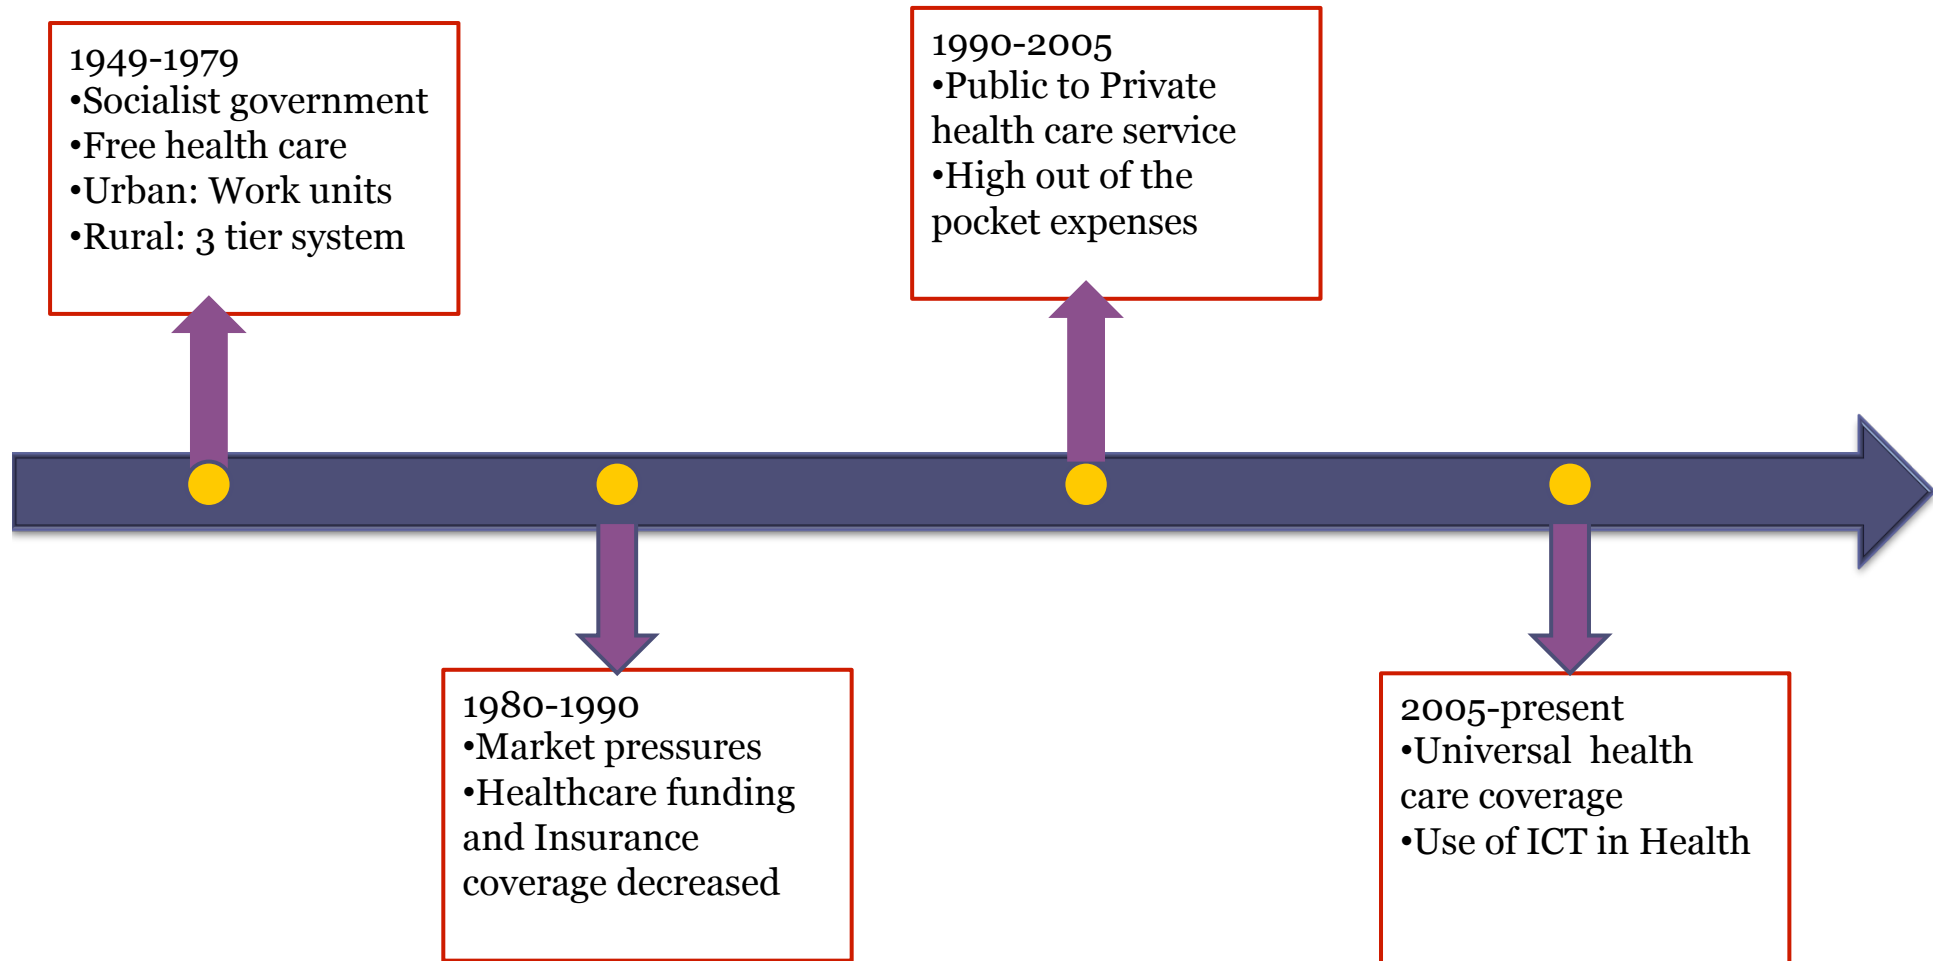 1949-1979
•Socialist government
•Free health care
•Urban: Work units
•Rural: 3 tier system
1980-1990
•Market pressures
•Healthcare funding
and Insurance
coverage decreased
1990-2005
•Public to Private
health care service
•High out of the
pocket expenses
2005-present
•Universal  health
care coverage
•Use of ICT in Health